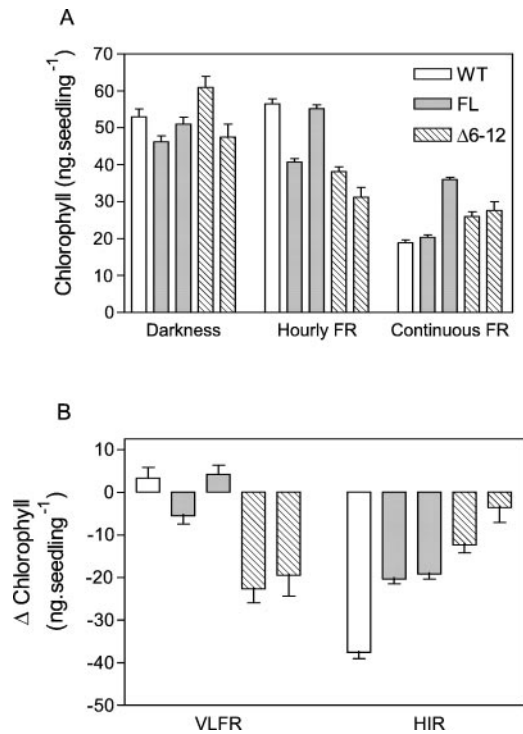 A
Chlorophyll (ng.seedling-1)
70
60
50
40
30
20
10
0
WT
FL
Δ6-12
Darkness Hourly FR Continuous FR
B
Δ Chlorophyll
(ng.seedling-1)
10
0
-10
-20
-30
-40
-50
VLFR HIR